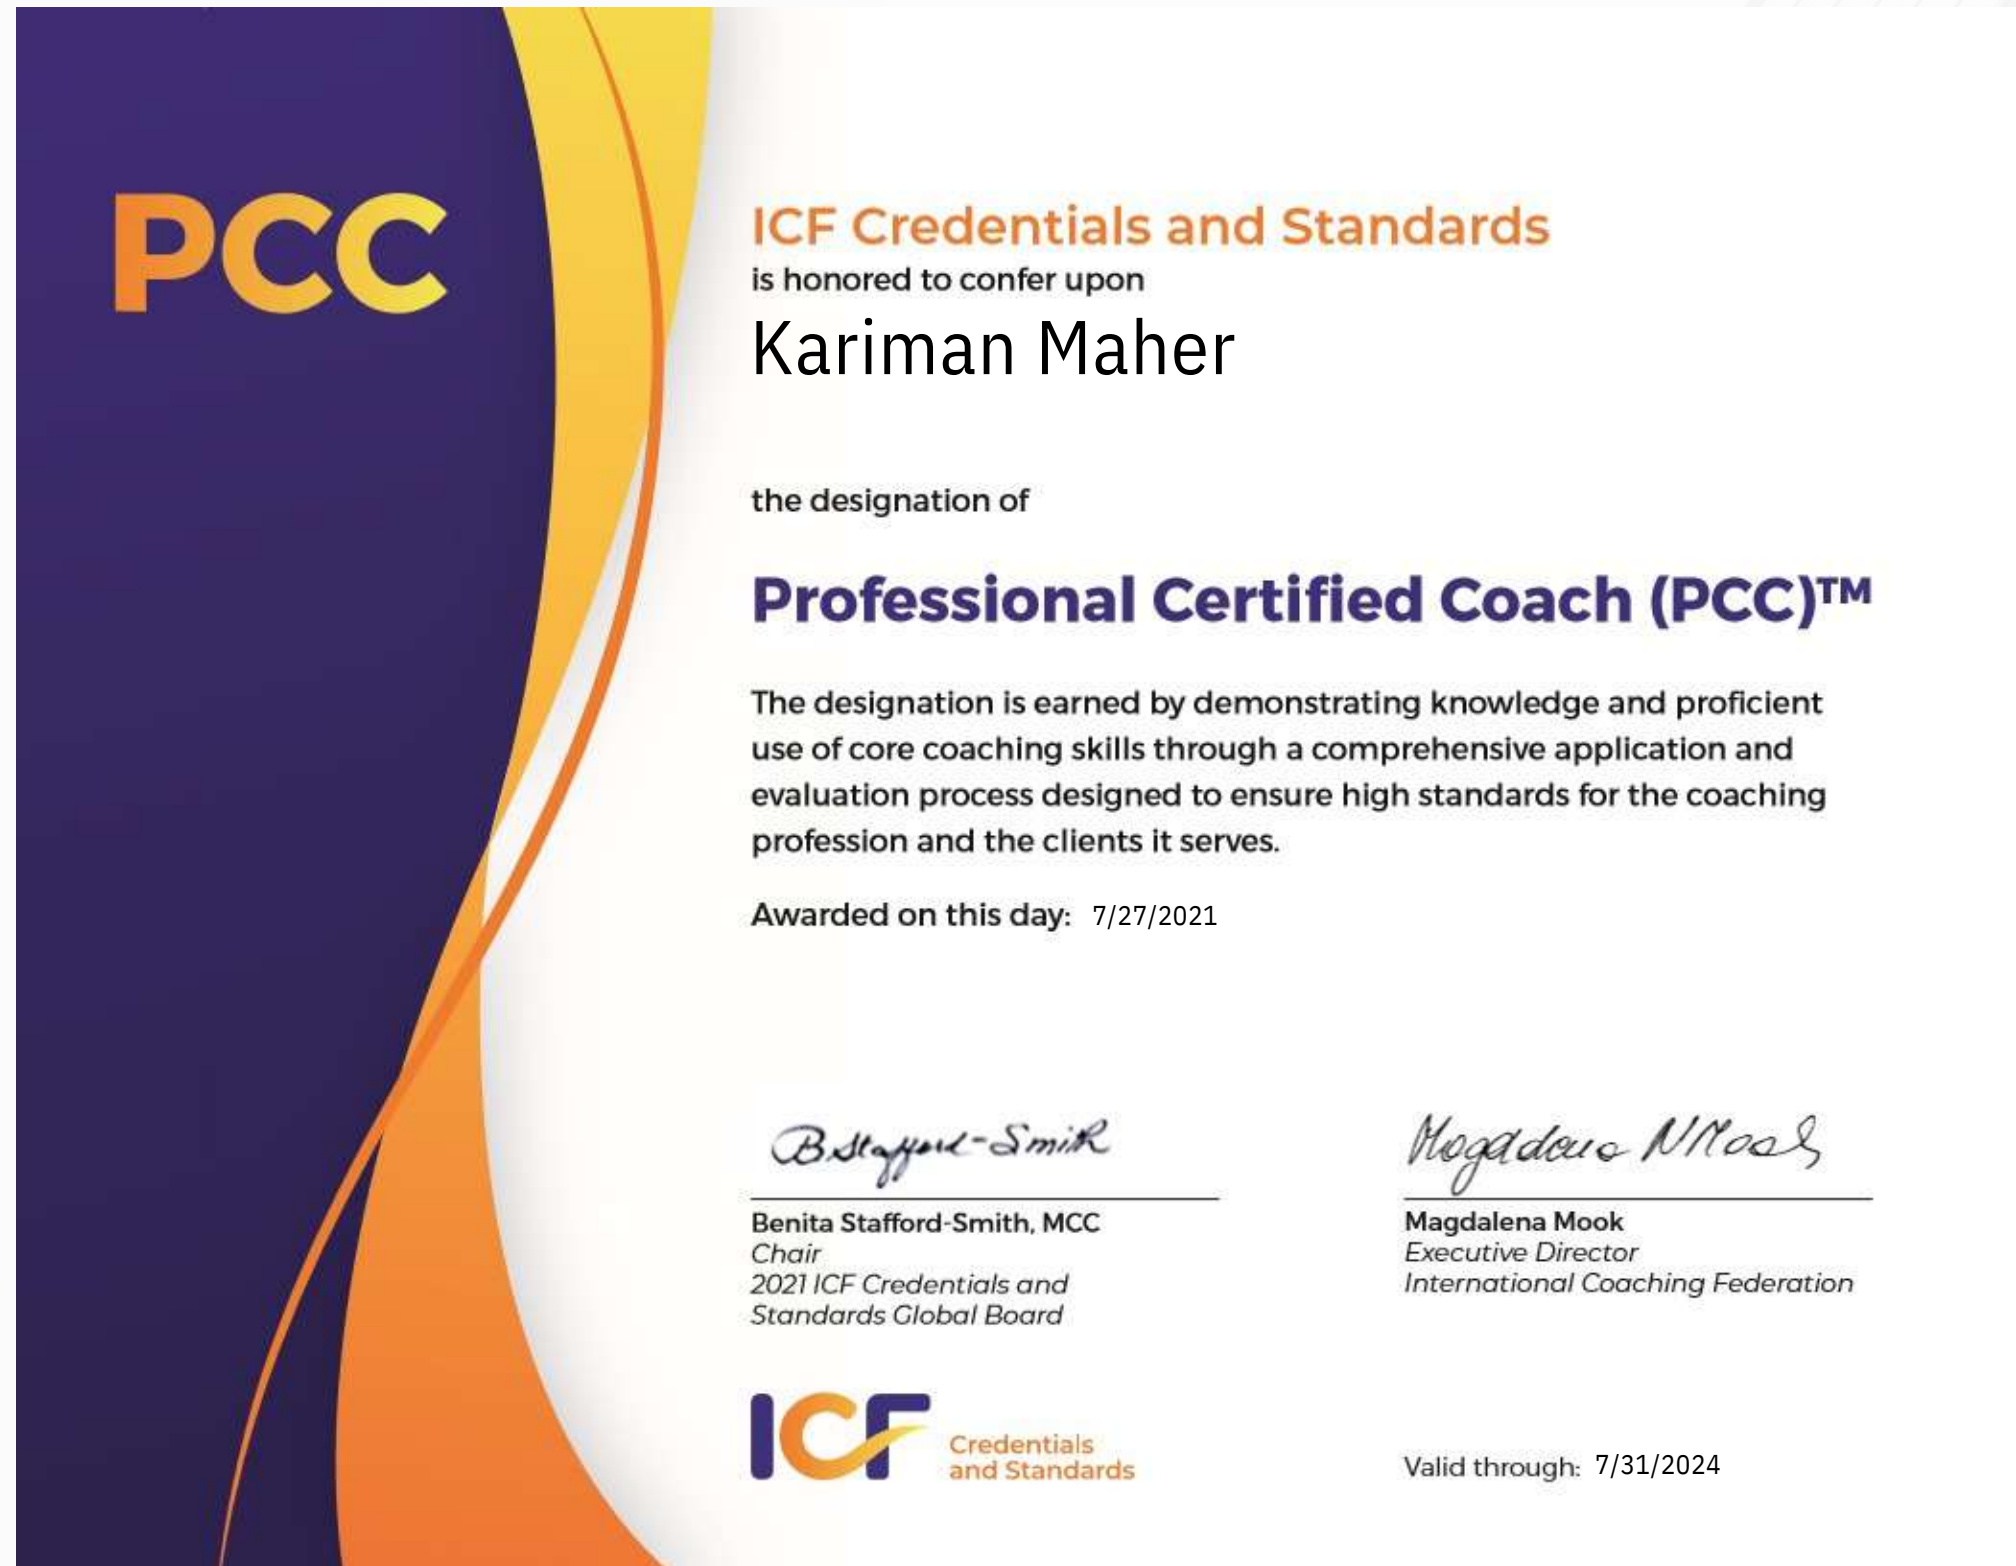 PCC
ICF Credentials and Standards
is honored to confer upon
Kariman Maher
the designation of
Professional Certified Coach (PCC)™
The designation is earned by demonstrating knowledge and proficient
use of core coaching skills through a comprehensive application and
evaluation process designed to ensure high standards for the coaching
profession and the clients it serves.
Awarded on this day: 7/27/2021
B Stafford-Smith
Benita Stafford-Smith, MCC
Chair
2021 ICF Credentials and
Standards Global Board
Magdalena N Mook
Magdalena Mook
Executive Director
International Coaching Federation
ICF
Credentials
and Standards
Valid through: 7/31/2024